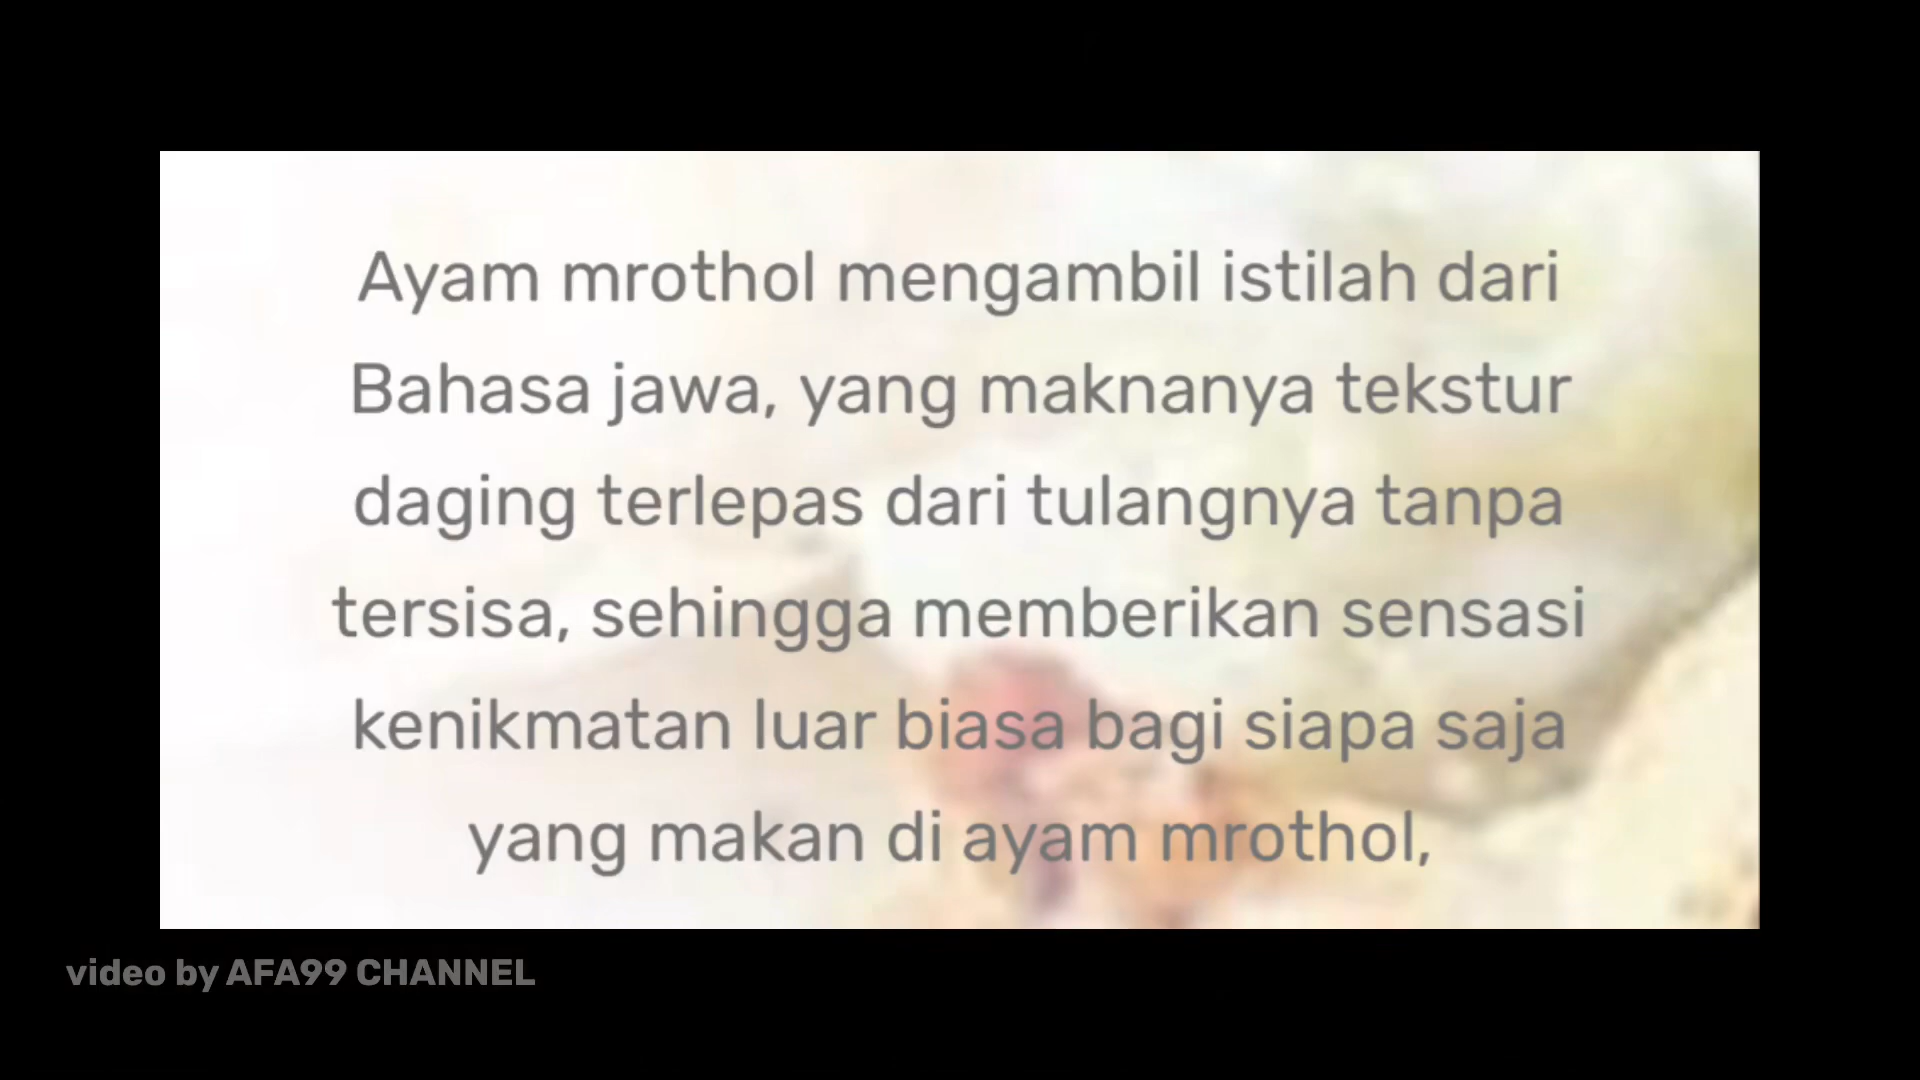 Ayam mrothol mengambil istilah dari
Bahasa jawa, yang maknanya tekstur
daging terlepas dari tulangnya tanpa
tersisa, sehingga memberikan sensasi
kenikmatan luar biasa bagi siapa saja
yang makan di ayam mrothol,
video by AFA99 CHANNEL